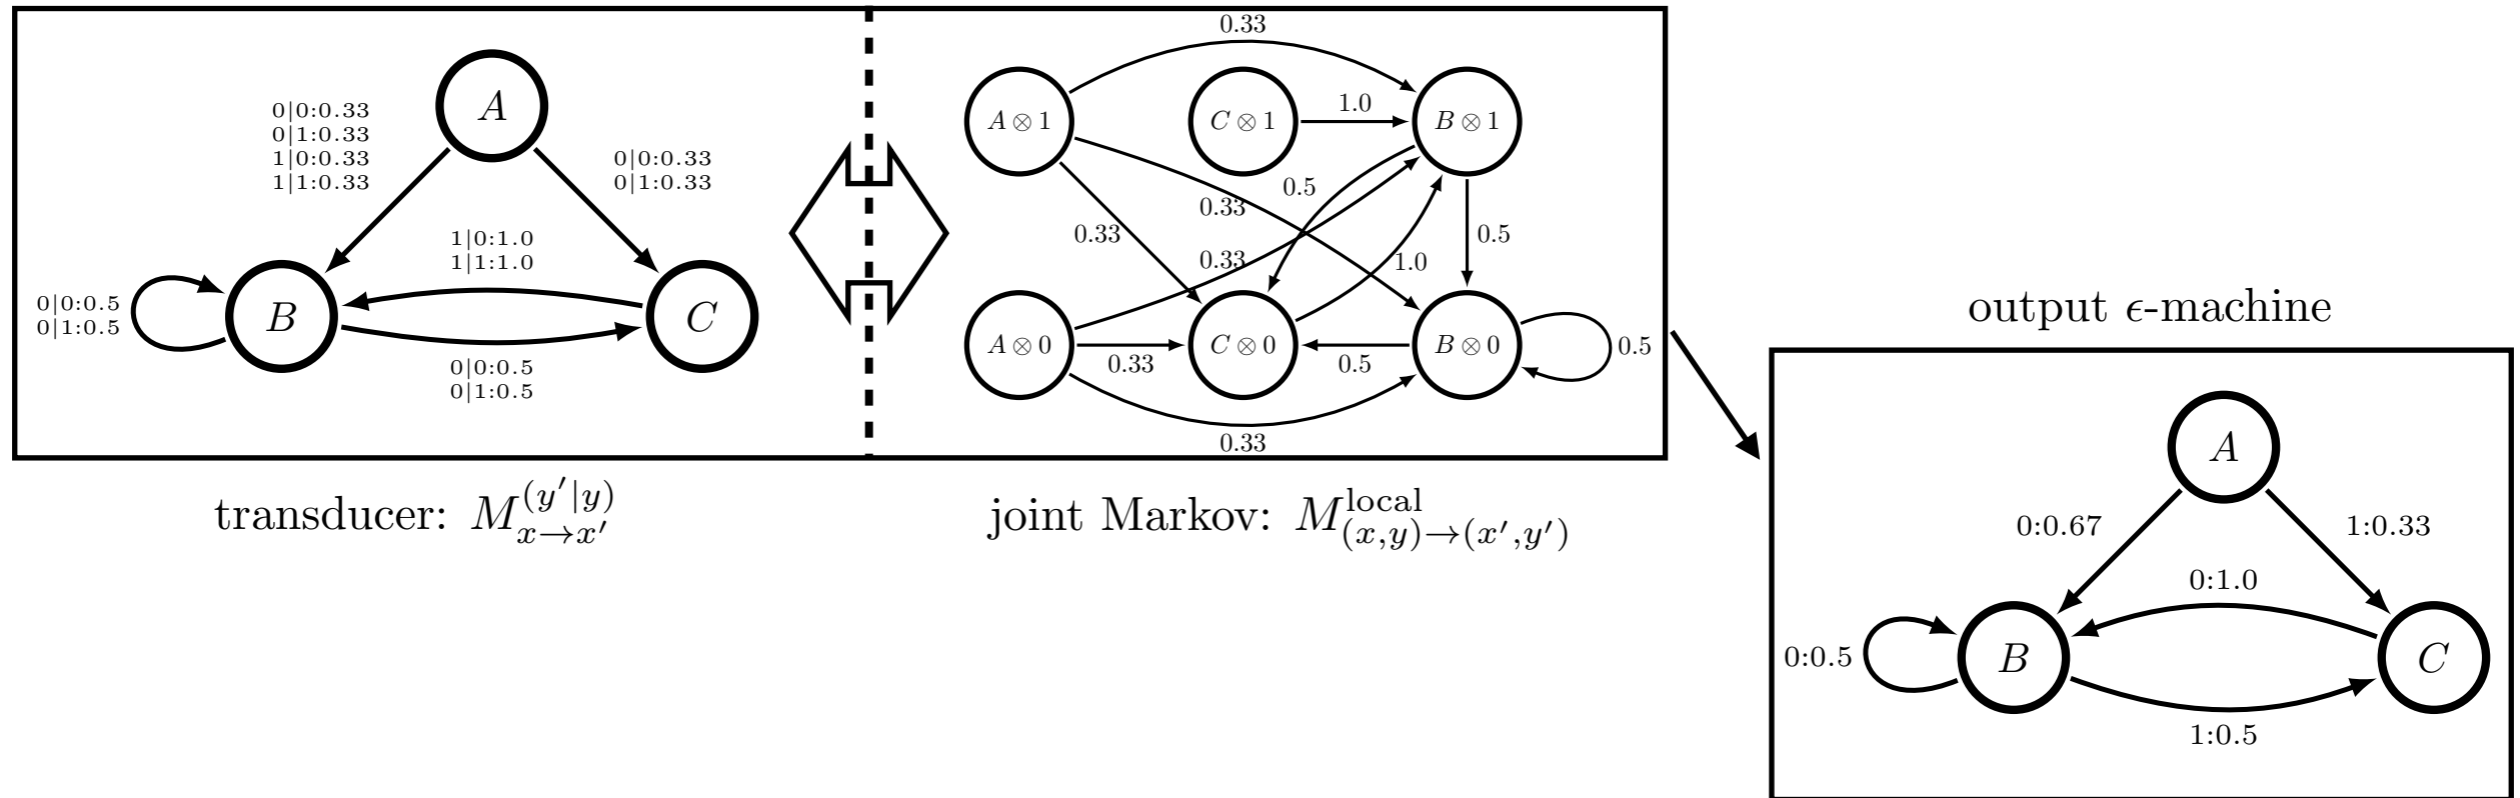 A
0|0:0.33
0|1:0.33
1|0:0.33
1|1:0.33
0|0:0.33
0|1:0.33
1|0:1.0
1|1:1.0
0|0:0.5
0|1:0.5
B
C
0|0:0.5
0|1:0.5
transducer: $M_{x \to x'}^{(y'|y)}$
0.33
A ⊗ 1
C ⊗ 1
1.0
B ⊗ 1
0.5
0.33
0.33
0.5
0.33
1.0
A ⊗ 0
0.33
C ⊗ 0
0.5
B ⊗ 0
0.5
0.33
joint Markov: $M_{(x,y) \to (x',y')}^{\text{local}}$
output ϵ-machine
A
0:0.67
1:0.33
0:1.0
0:0.5
B
C
1:0.5